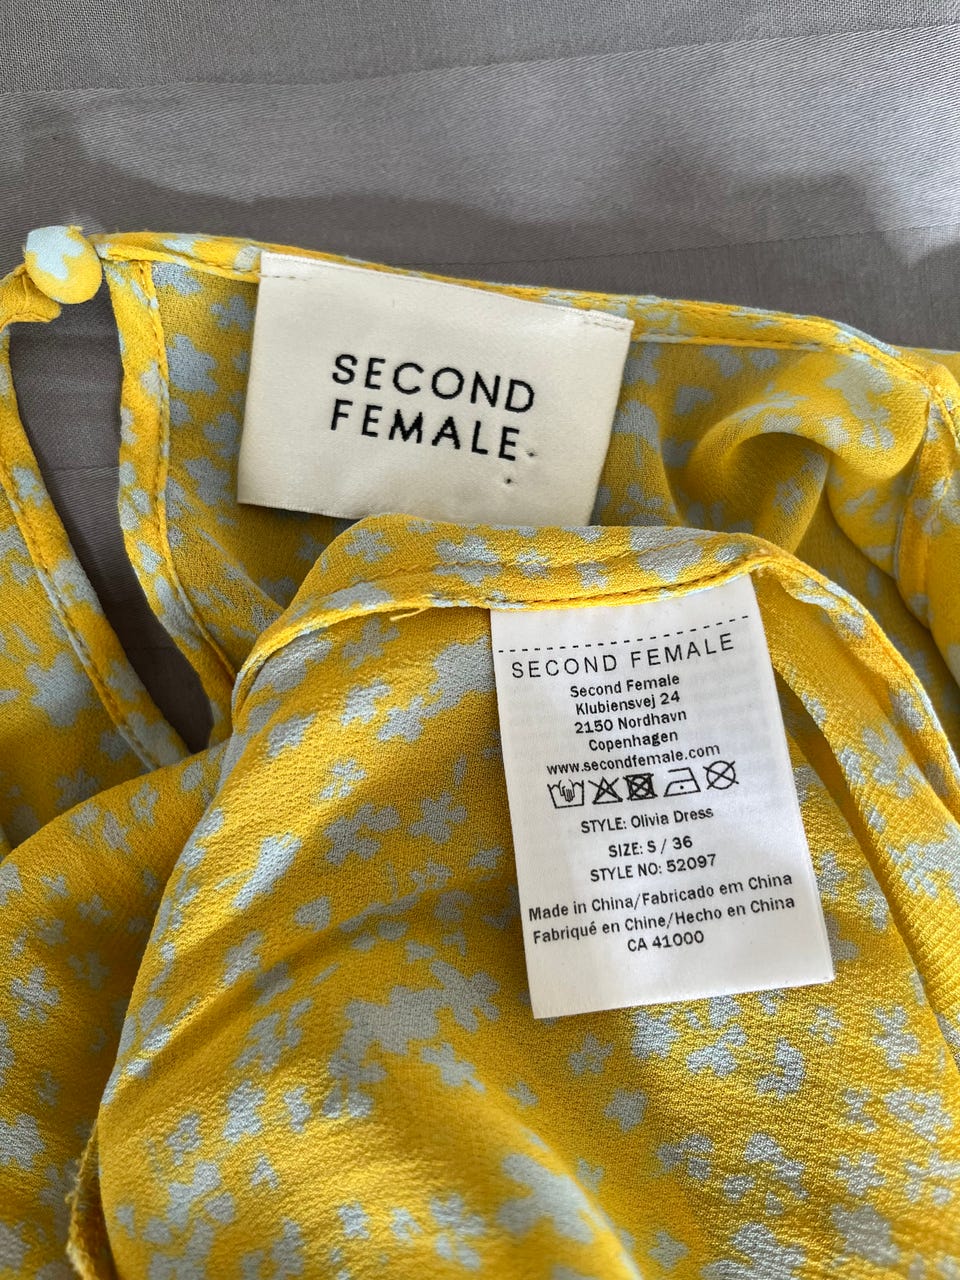 SECOND
FEMALE
SECOND FEMALE
Second Female
Klubiensvej 24
2150 Nordhavn
Copenhagen
www.secondfemale.com
STYLE: Olivia Dress
SIZE: S / 36
STYLE NO: 52097
Made in China/Fabricado em China
Fabriqué en Chine/Hecho en China
CA 41000